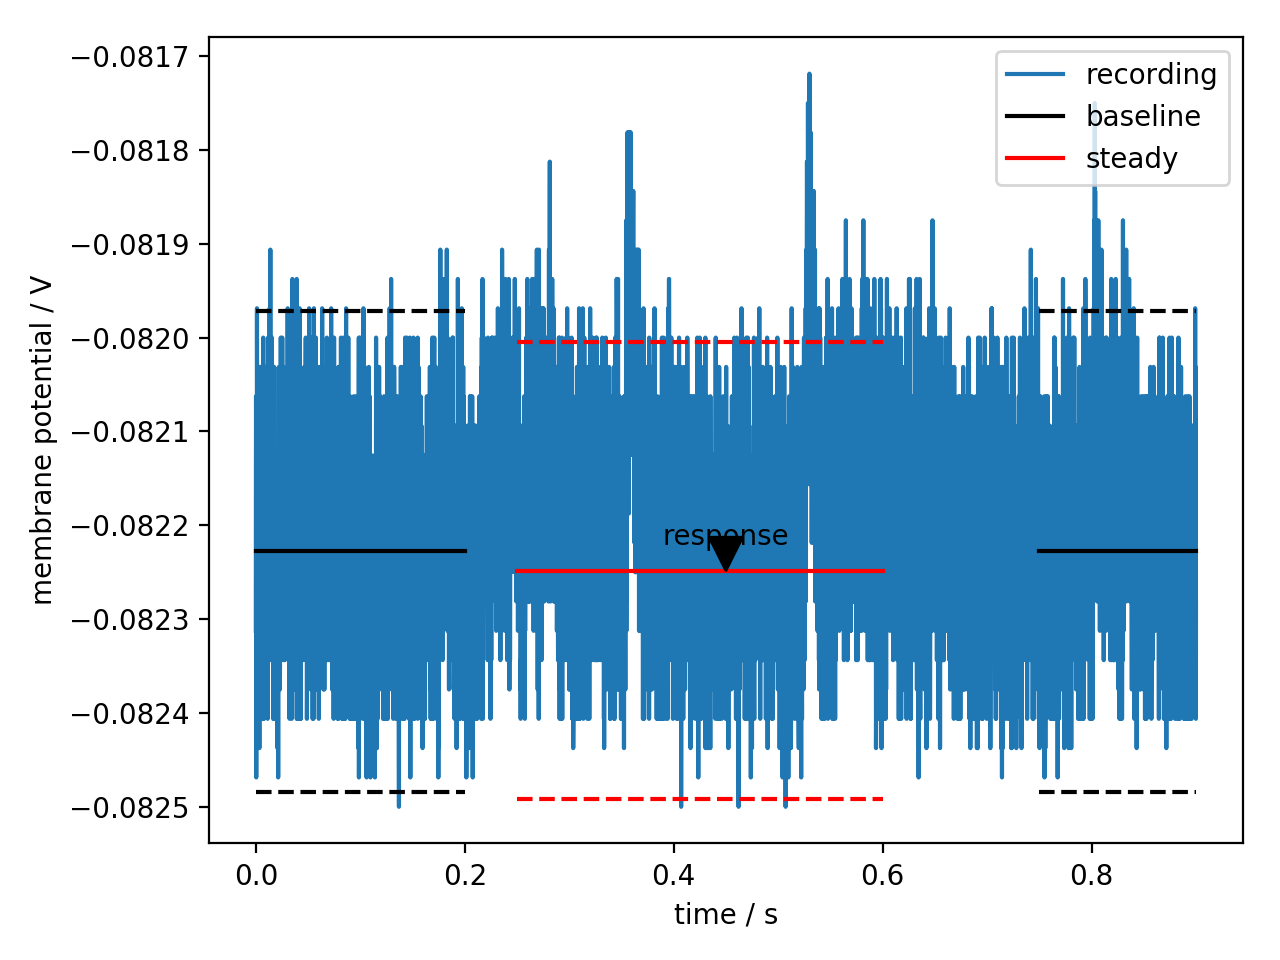 −0.0817
−0.0818
−0.0819
−0.0820
−0.0821
−0.0822
−0.0823
−0.0824
−0.0825
membrane potential / V
recording
baseline
steady
response
0.0 0.2 0.4 0.6 0.8
time / s